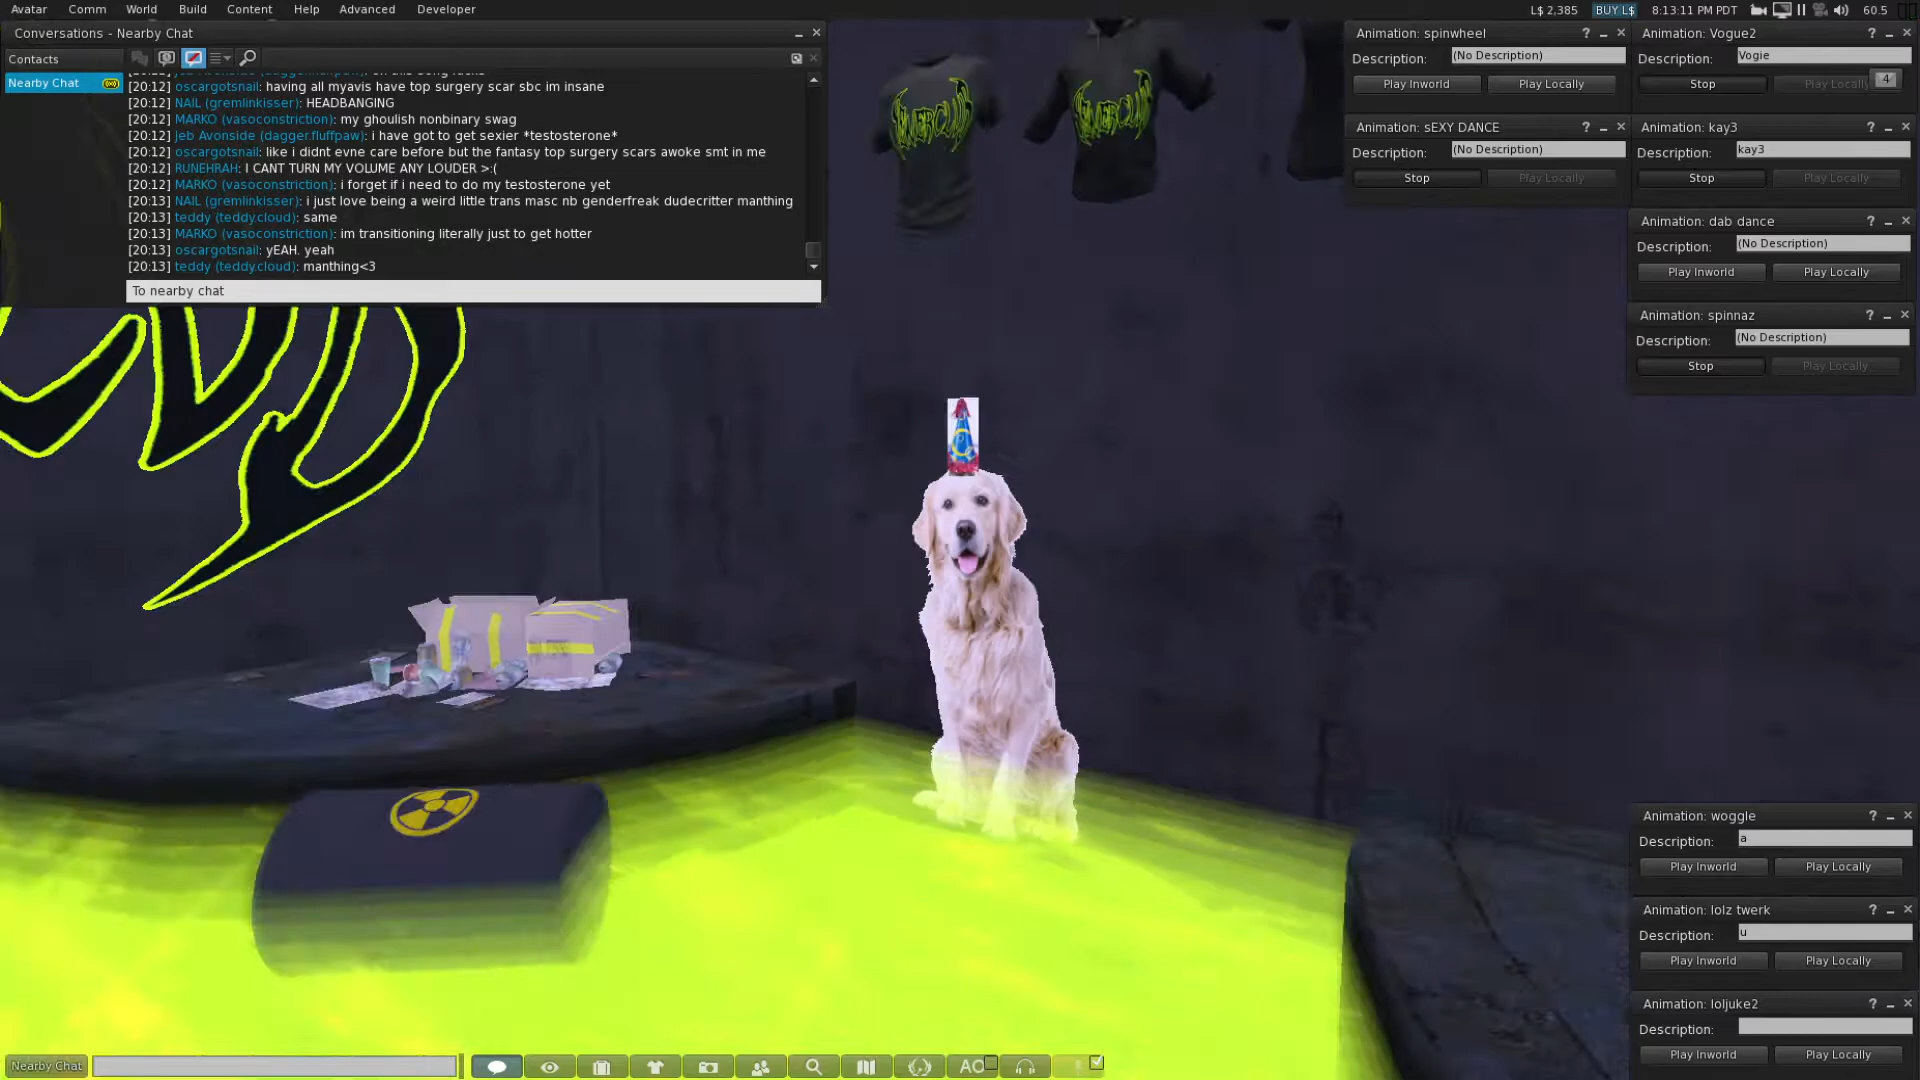 Avatar Comm World Build Content Help Advanced Developer
L$ 2,385 BUY L$ 8:13:11 PM PDT 60.5
Conversations - Nearby Chat
Contacts
Nearby Chat
[20:12] oscargotsnail: having all myavis have top surgery scar sbc im insane
[20:12] NAIL (gremlinkisser): HEADBANGING
[20:12] MARKO (vasoconstriction): my ghoulish nonbinary swag
[20:12] Jeb Avonside (dagger.fluffpaw): i have got to get sexier *testosterone*
[20:12] oscargotsnail: like i didnt evne care before but the fantasy top surgery scars awoke smt in me
[20:12] RUNEHRAH: I CANT TURN MY VOLUME ANY LOUDER >:(
[20:12] MARKO (vasoconstriction): i forget if i need to do my testosterone yet
[20:13] NAIL (gremlinkisser): i just love being a weird little trans masc nb genderfreak dudecritter manthing
[20:13] teddy (teddy.cloud): same
[20:13] MARKO (vasoconstriction): im transitioning literally just to get hotter
[20:13] oscargotsnail: yEAH. yeah
[20:13] teddy (teddy.cloud): manthing<3
To nearby chat
Animation: spinwheel ?
Description: (No Description)
Play Inworld Play Locally
Animation: Vogue2 ?
Description: Vogie
Stop Play Locally
4
Animation: sEXY DANCE ?
Description: (No Description)
Stop Play Locally
Animation: kay3 ?
Description: kay3
Stop Play Locally
Animation: dab dance ?
Description: (No Description)
Play Inworld Play Locally
Animation: spinnaz ?
Description: (No Description)
Stop Play Locally
Animation: woggle ?
Description: a
Play Inworld Play Locally
Animation: lolz twerk ?
Description: u
Play Inworld Play Locally
Animation: loljuke2 ?
Description:
Play Inworld Play Locally
Nearby Chat
AO